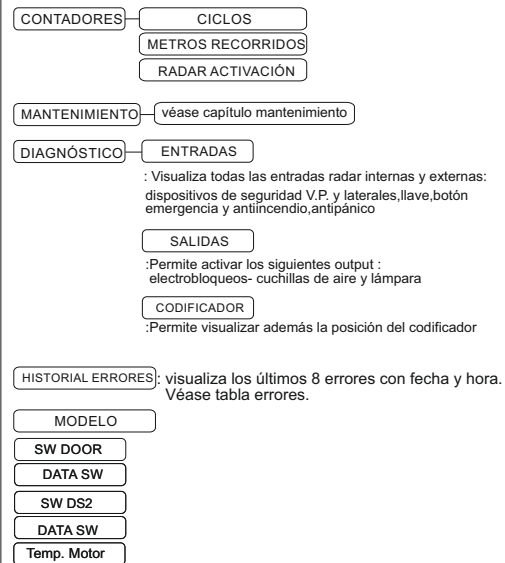 CONTADORES CICLOS
METROS RECORRIDOS
RADAR ACTIVACIÓN
MANTENIMIENTO véase capítulo mantenimiento
DIAGNÓSTICO ENTRADAS
: Visualiza todas las entradas radar internas y externas:
dispositivos de seguridad V.P. y laterales,llave,botón
emergencia y antiincendio,antipánico
SALIDAS
:Permite activar los siguientes output :
electrobloqueos- cuchillas de aire y lámpara
CODIFICADOR
:Permite visualizar además la posición del codificador
HISTORIAL ERRORES : visualiza los últimos 8 errores con fecha y hora.
Véase tabla errores.
MODELO
SW DOOR
DATA SW
SW DS2
DATA SW
Temp. Motor